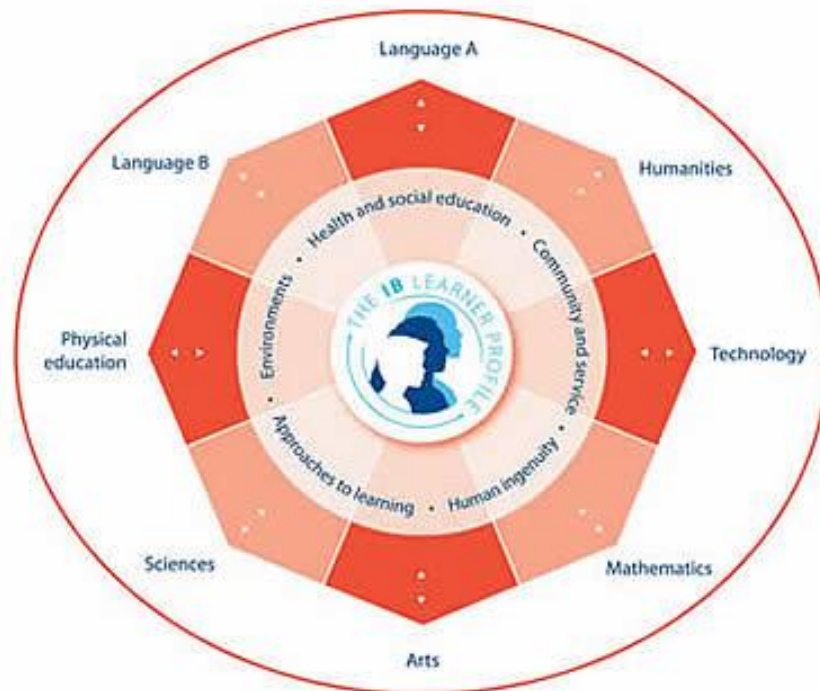 Language A
Language B
Humanities
Health and social education
•
Community and service
•
Environments
•
Physical
education
THE IB LEARNER PROFILE
Technology
•
Approaches to learning
•
Human ingenuity
Sciences
Mathematics
Arts